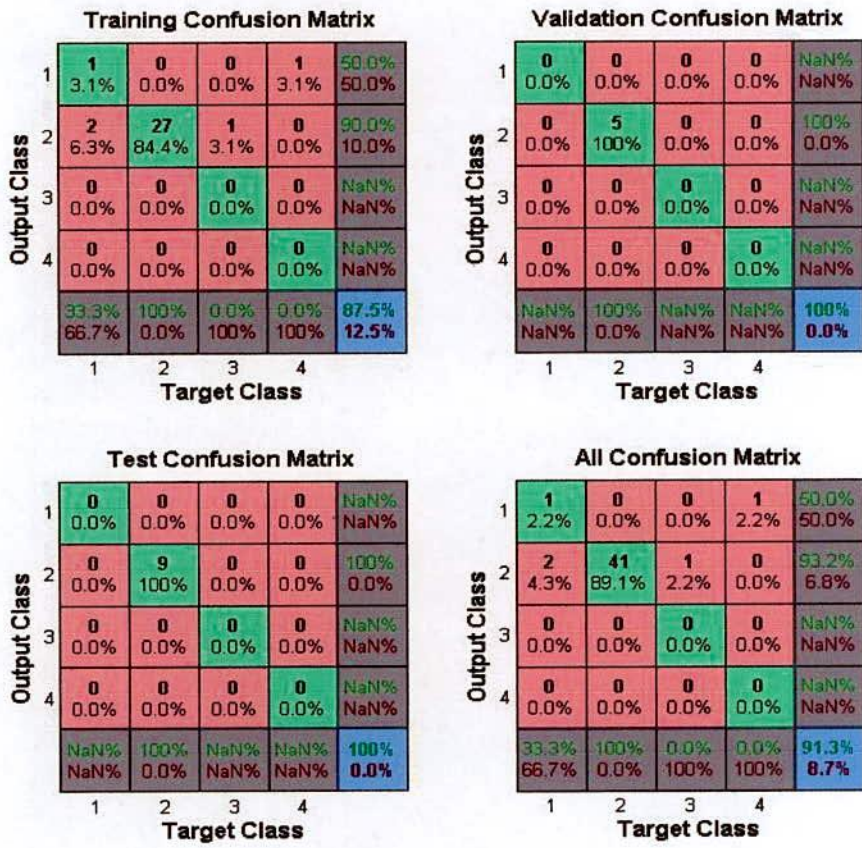 Training Confusion Matrix
Output Class
1 2 3 4
1 0 0 1 50.0%
3.1% 0.0% 0.0% 3.1% 50.0%
2 27 1 0 90.0%
6.3% 84.4% 3.1% 0.0% 10.0%
0 0 0 0 NaN%
0.0% 0.0% 0.0% 0.0% NaN%
0 0 0 0 NaN%
0.0% 0.0% 0.0% 0.0% NaN%
33.3% 100% 0.0% 0.0% 87.5%
66.7% 0.0% 100% 100% 12.5%
1 2 3 4
Target Class
Validation Confusion Matrix
Output Class
1 2 3 4
0 0 0 0 NaN%
0.0% 0.0% 0.0% 0.0% NaN%
0 5 0 0 100%
0.0% 100% 0.0% 0.0% 0.0%
0 0 0 0 NaN%
0.0% 0.0% 0.0% 0.0% NaN%
0 0 0 0 NaN%
0.0% 0.0% 0.0% 0.0% NaN%
NaN% 100% NaN% NaN% 100%
NaN% 0.0% NaN% NaN% 0.0%
1 2 3 4
Target Class
Test Confusion Matrix
Output Class
1 2 3 4
0 0 0 0 NaN%
0.0% 0.0% 0.0% 0.0% NaN%
0 9 0 0 100%
0.0% 100% 0.0% 0.0% 0.0%
0 0 0 0 NaN%
0.0% 0.0% 0.0% 0.0% NaN%
0 0 0 0 NaN%
0.0% 0.0% 0.0% 0.0% NaN%
NaN% 100% NaN% NaN% 100%
NaN% 0.0% NaN% NaN% 0.0%
1 2 3 4
Target Class
All Confusion Matrix
Output Class
1 2 3 4
1 0 0 1 50.0%
2.2% 0.0% 0.0% 2.2% 50.0%
2 41 1 0 93.2%
4.3% 89.1% 2.2% 0.0% 6.8%
0 0 0 0 NaN%
0.0% 0.0% 0.0% 0.0% NaN%
0 0 0 0 NaN%
0.0% 0.0% 0.0% 0.0% NaN%
33.3% 100% 0.0% 0.0% 91.3%
66.7% 0.0% 100% 100% 8.7%
1 2 3 4
Target Class